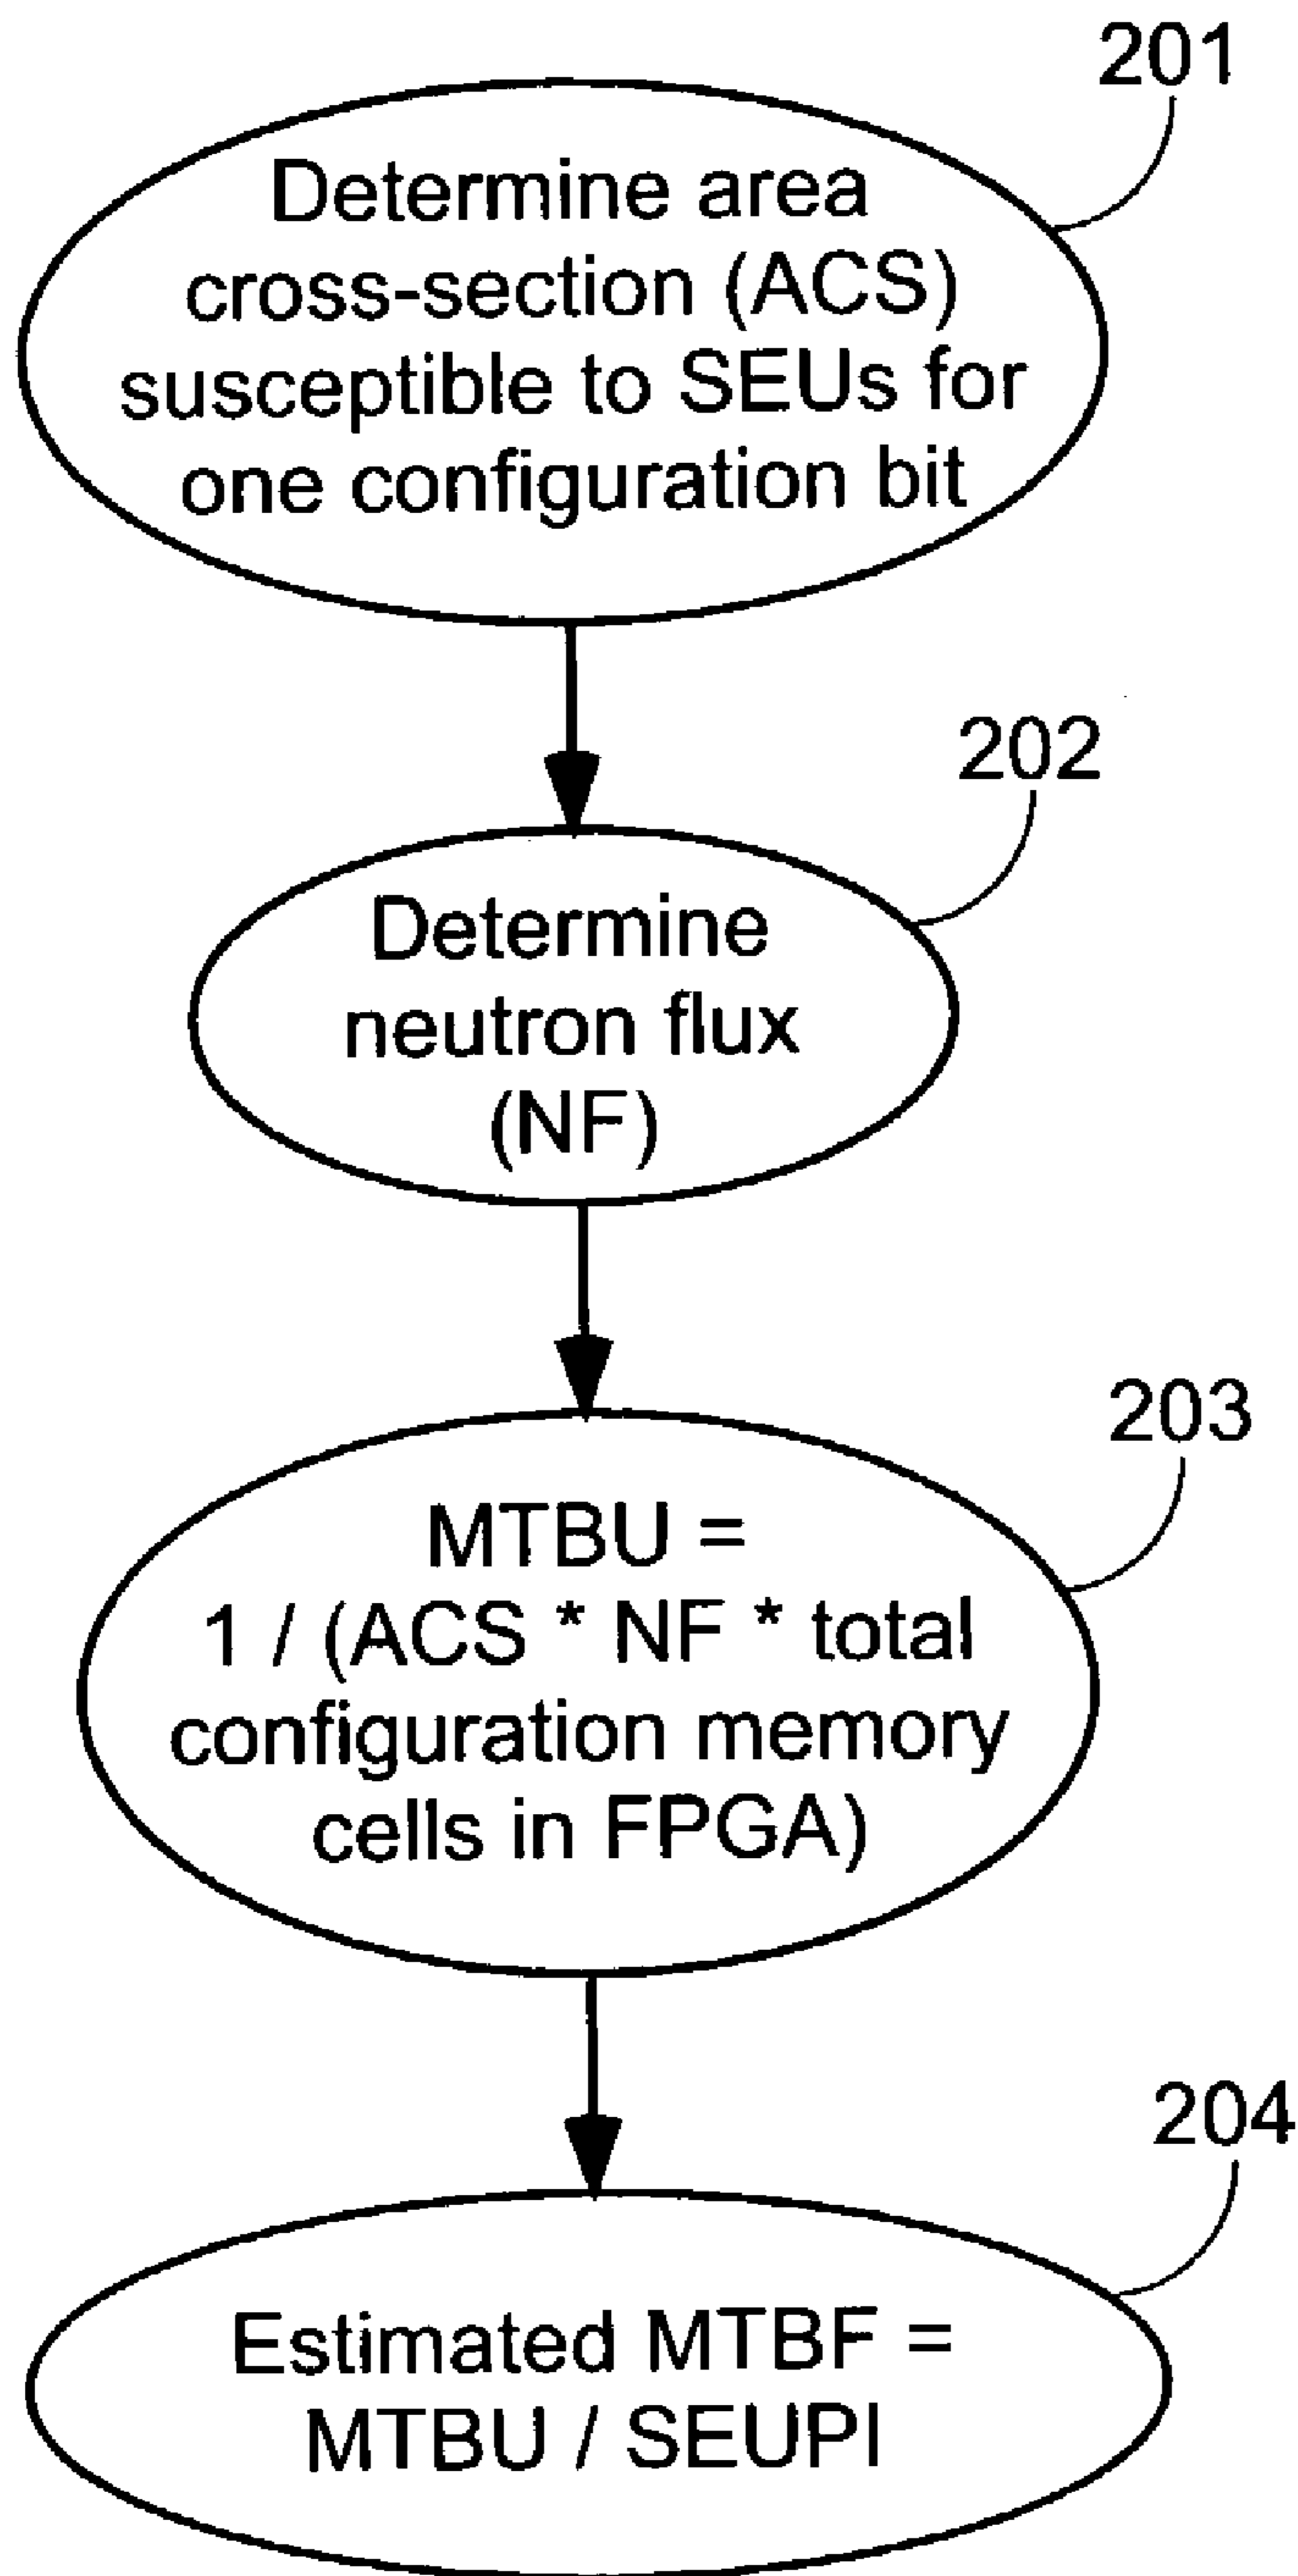 201
Determine area
cross-section (ACS)
susceptible to SEUs for
one configuration bit
202
Determine
neutron flux
(NF)
203
MTBU =
1 / (ACS * NF * total
configuration memory
cells in FPGA)
204
Estimated MTBF =
MTBU / SEUPI